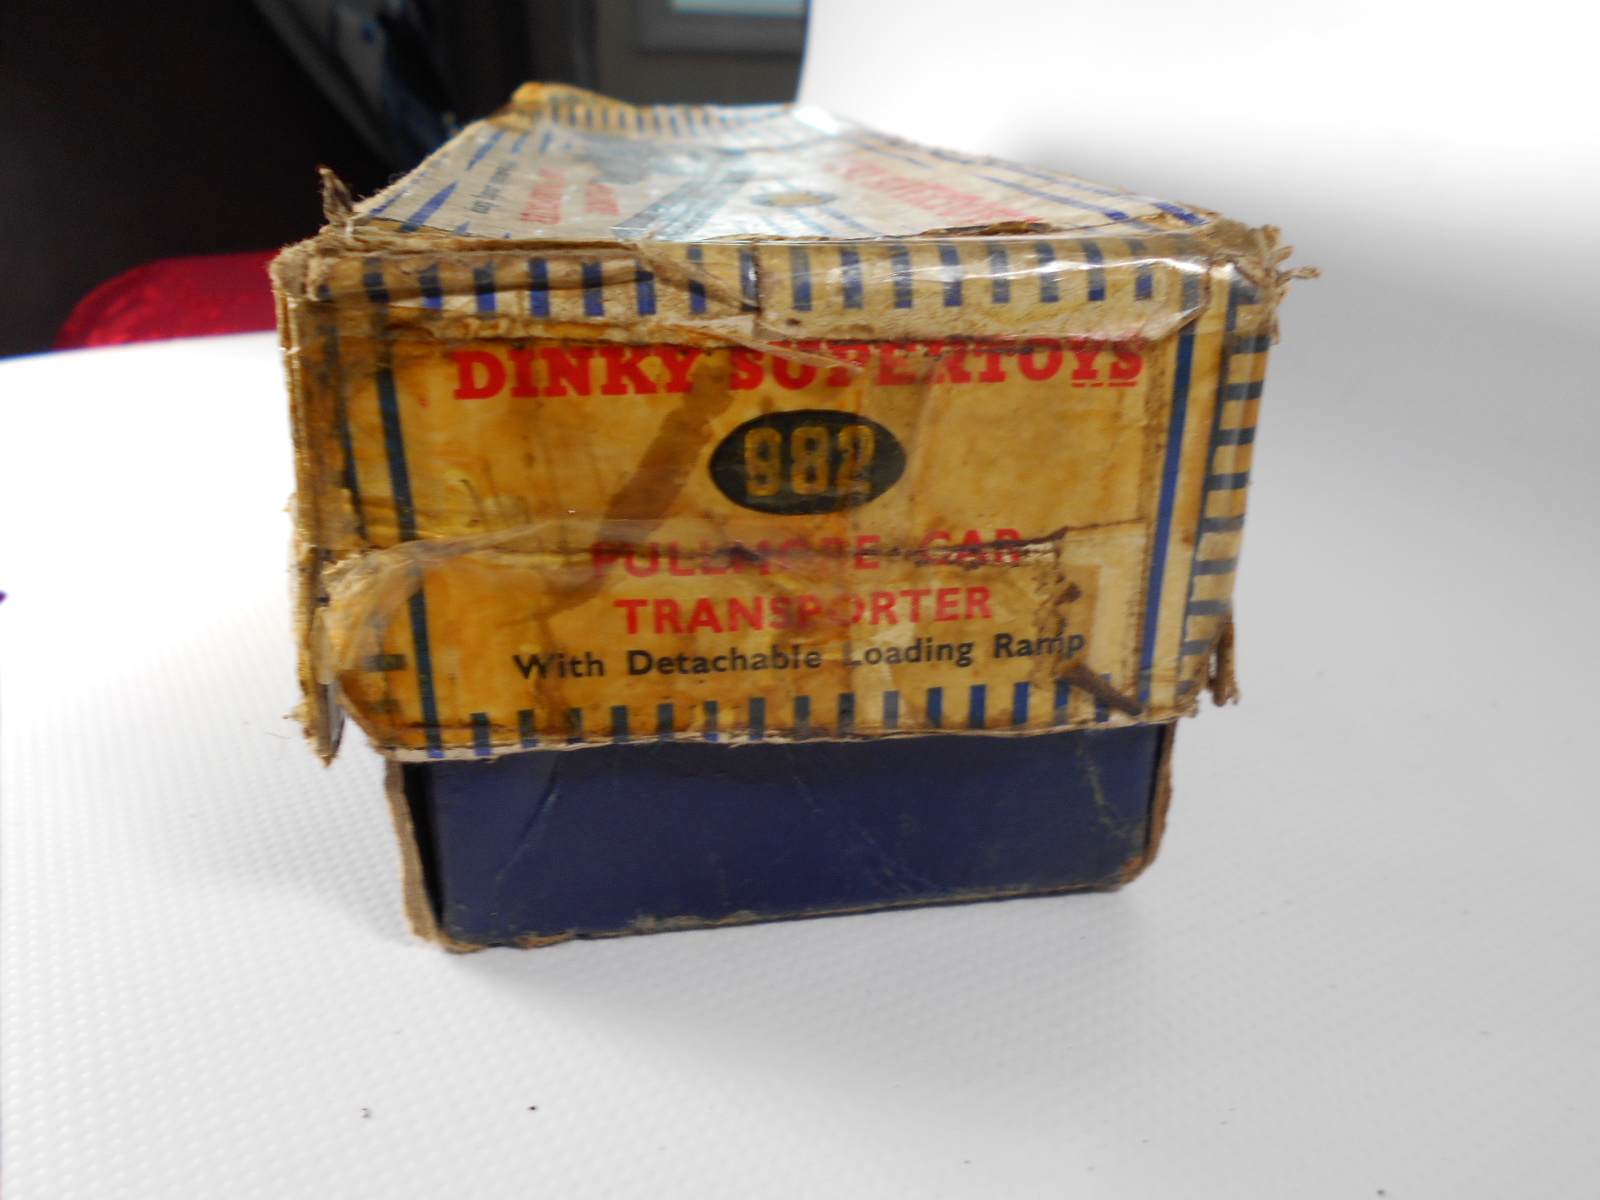 DINKY SUPERTOYS
982
PULLMORE CAR
TRANSPORTER
With Detachable Loading Ramp